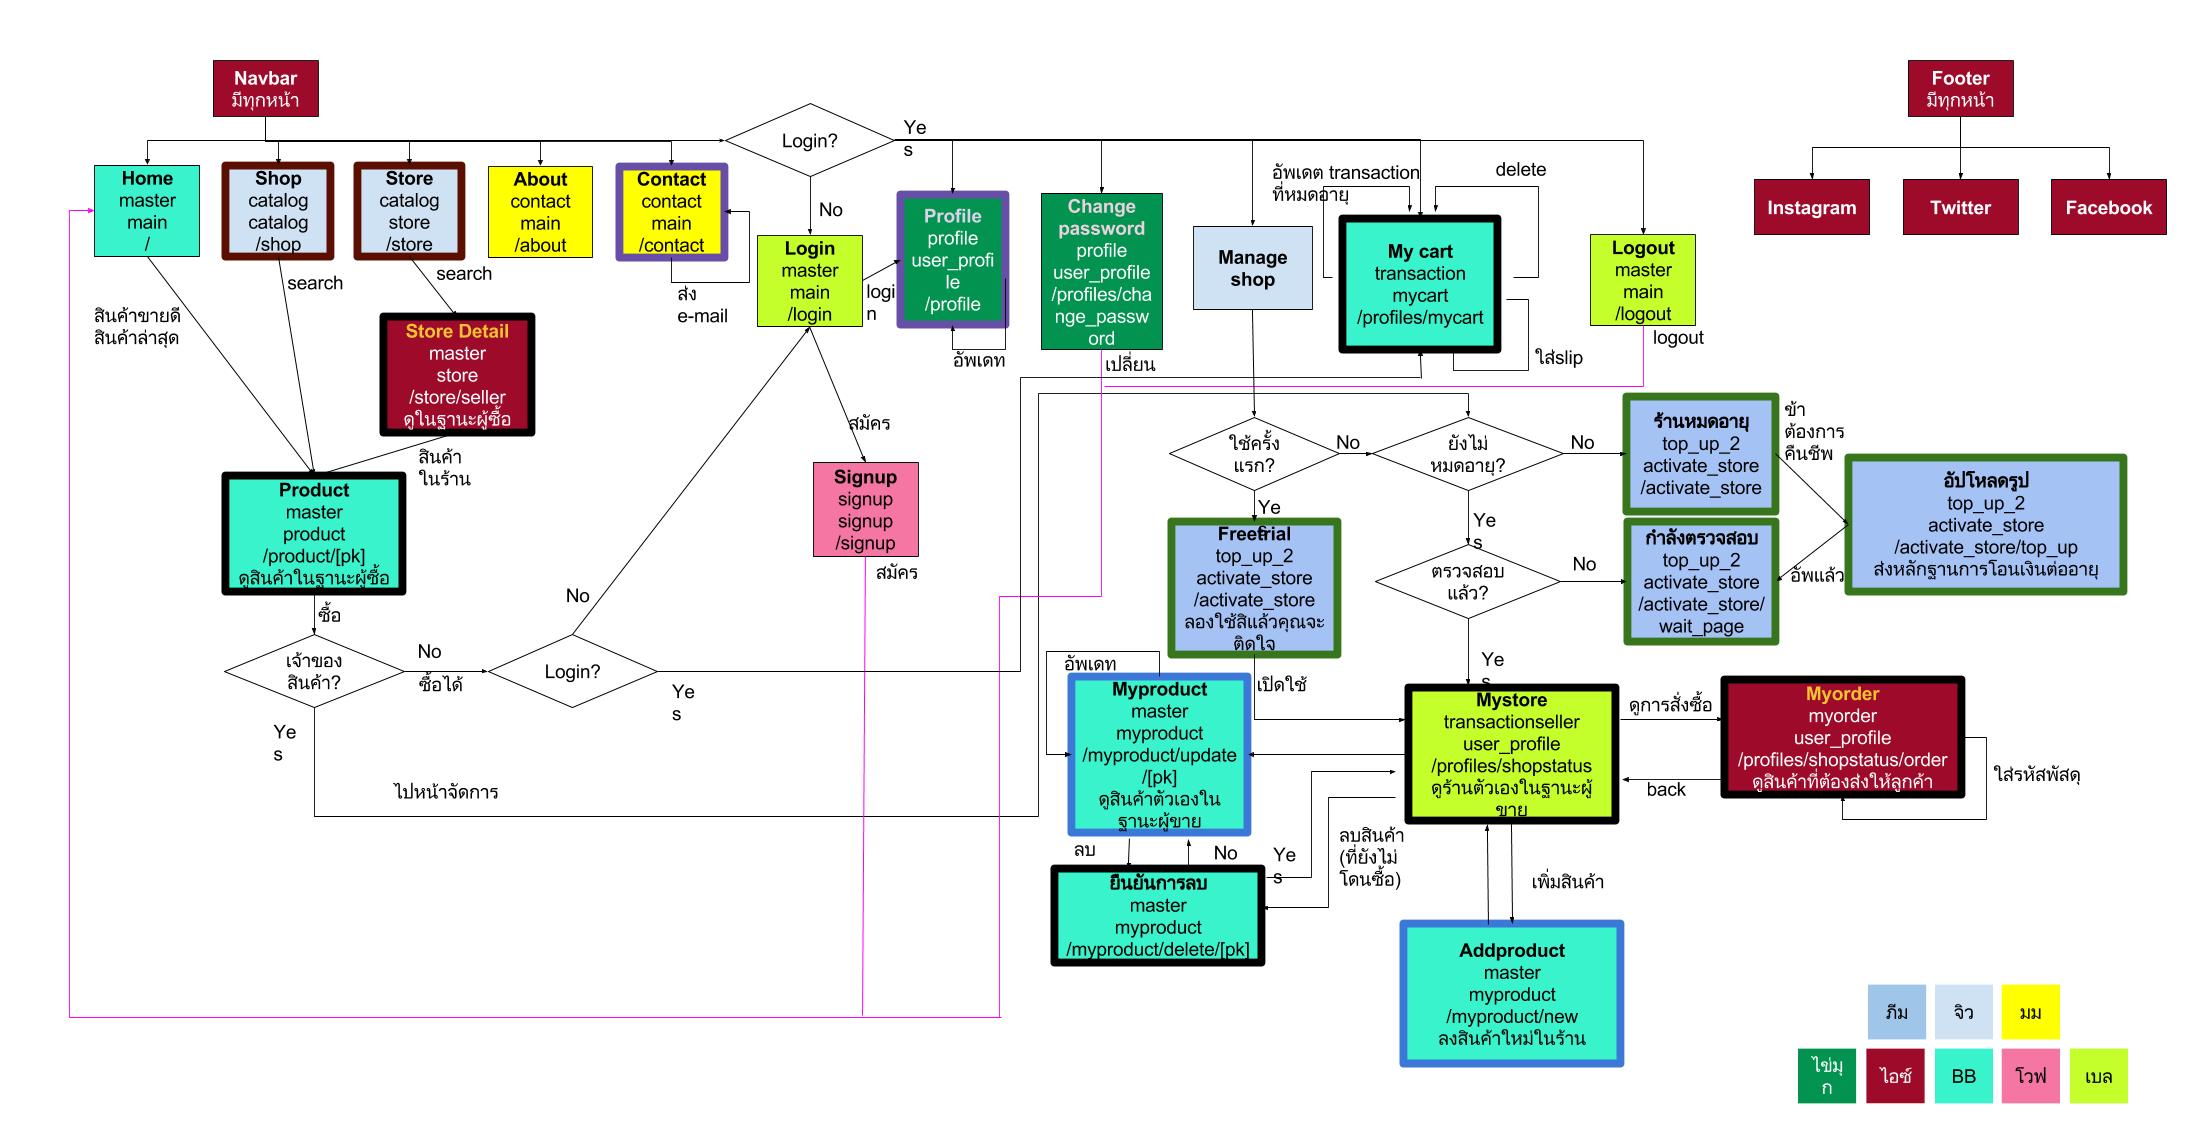 Navbar
มีทุกหน้า
Footer
มีทุกหน้า
Login?
Ye
s
No
Home
master
main
/
Shop
catalog
catalog
/shop
Store
catalog
store
/store
About
contact
main
/about
Contact
contact
main
/contact
ส่ง
e-mail
Login
master
main
/login
logi
n
Profile
profile
user_profi
le
/profile
อัพเดท
Change
password
profile
user_profile
/profiles/cha
nge_passw
ord
เปลี่ยน
Manage
shop
อัพเดต transaction
ที่หมดอายุ
delete
My cart
transaction
mycart
/profiles/mycart
ใส่slip
Logout
master
main
/logout
logout
Instagram
Twitter
Facebook
สินค้าขายดี
สินค้าล่าสุด
search
search
Store Detail
master
store
/store/seller
ดูในฐานะผู้ซื้อ
สินค้า
ในร้าน
สมัคร
Signup
signup
signup
/signup
สมัคร
Product
master
product
/product/[pk]
ดูสินค้าในฐานะผู้ซื้อ
ซื้อ
เจ้าของ
สินค้า?
No
ซื้อได้
Ye
s
Login?
No
Ye
s
ไปหน้าจัดการ
ใช้ครั้ง
แรก?
No
Ye
s
ยังไม่
หมดอายุ?
No
Ye
s
ร้านหมดอายุ
top_up_2
activate_store
/activate_store
ข้า
ต้องการ
คืนชีพ
อัปโหลดรูป
top_up_2
activate_store
/activate_store/top_up
ส่งหลักฐานการโอนเงินต่ออายุ
อัพแล้ว
Freetrial
top_up_2
activate_store
/activate_store
ลองใช้สิแล้วคุณจะ
ติดใจ
เปิดใช้
ตรวจสอบ
แล้ว?
No
Ye
s
กำลังตรวจสอบ
top_up_2
activate_store
/activate_store/
wait_page
อัพเดท
Myproduct
master
myproduct
/myproduct/update
/[pk]
ดูสินค้าตัวเองใน
ฐานะผู้ขาย
Mystore
transactionseller
user_profile
/profiles/shopstatus
ดูร้านตัวเองในฐานะผู้
ขาย
ดูการสั่งซื้อ
back
Myorder
myorder
user_profile
/profiles/shopstatus/order
ดูสินค้าที่ต้องส่งให้ลูกค้า
ใส่รหัสพัสดุ
ลบ
No
Ye
s
ลบสินค้า
(ที่ยังไม่
โดนซื้อ)
เพิ่มสินค้า
ยืนยันการลบ
master
myproduct
/myproduct/delete/[pk]
Addproduct
master
myproduct
/myproduct/new
ลงสินค้าใหม่ในร้าน
ภีม
จิว
มม
ไข่มุ
ก
ไอซ์
BB
โวฟ
เบล